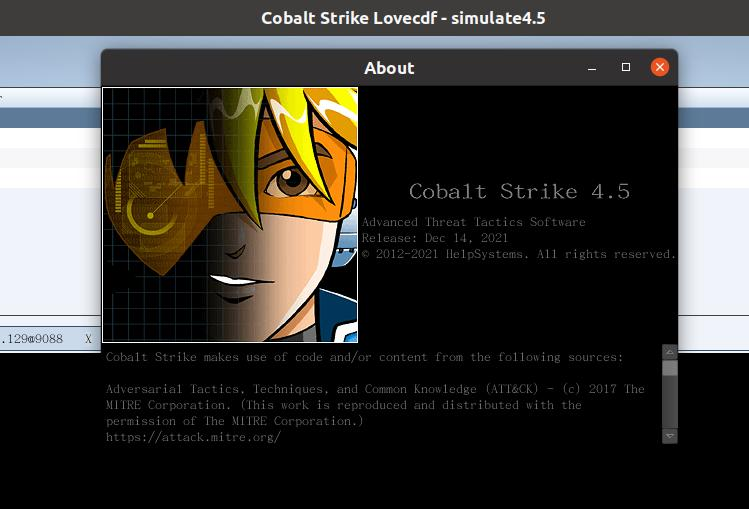 Cobalt Strike Lovecdf - simulate4.5
About
Cobalt Strike 4.5
Advanced Threat Tactics Software
Release: Dec 14, 2021
© 2012-2021 HelpSystems. All rights reserved.
.129@9088 X
Cobalt Strike makes use of code and/or content from the following sources:
Adversarial Tactics, Techniques, and Common Knowledge (ATT&CK) - (c) 2017 The
MITRE Corporation. (This work is reproduced and distributed with the
permission of The MITRE Corporation.)
https://attack.mitre.org/